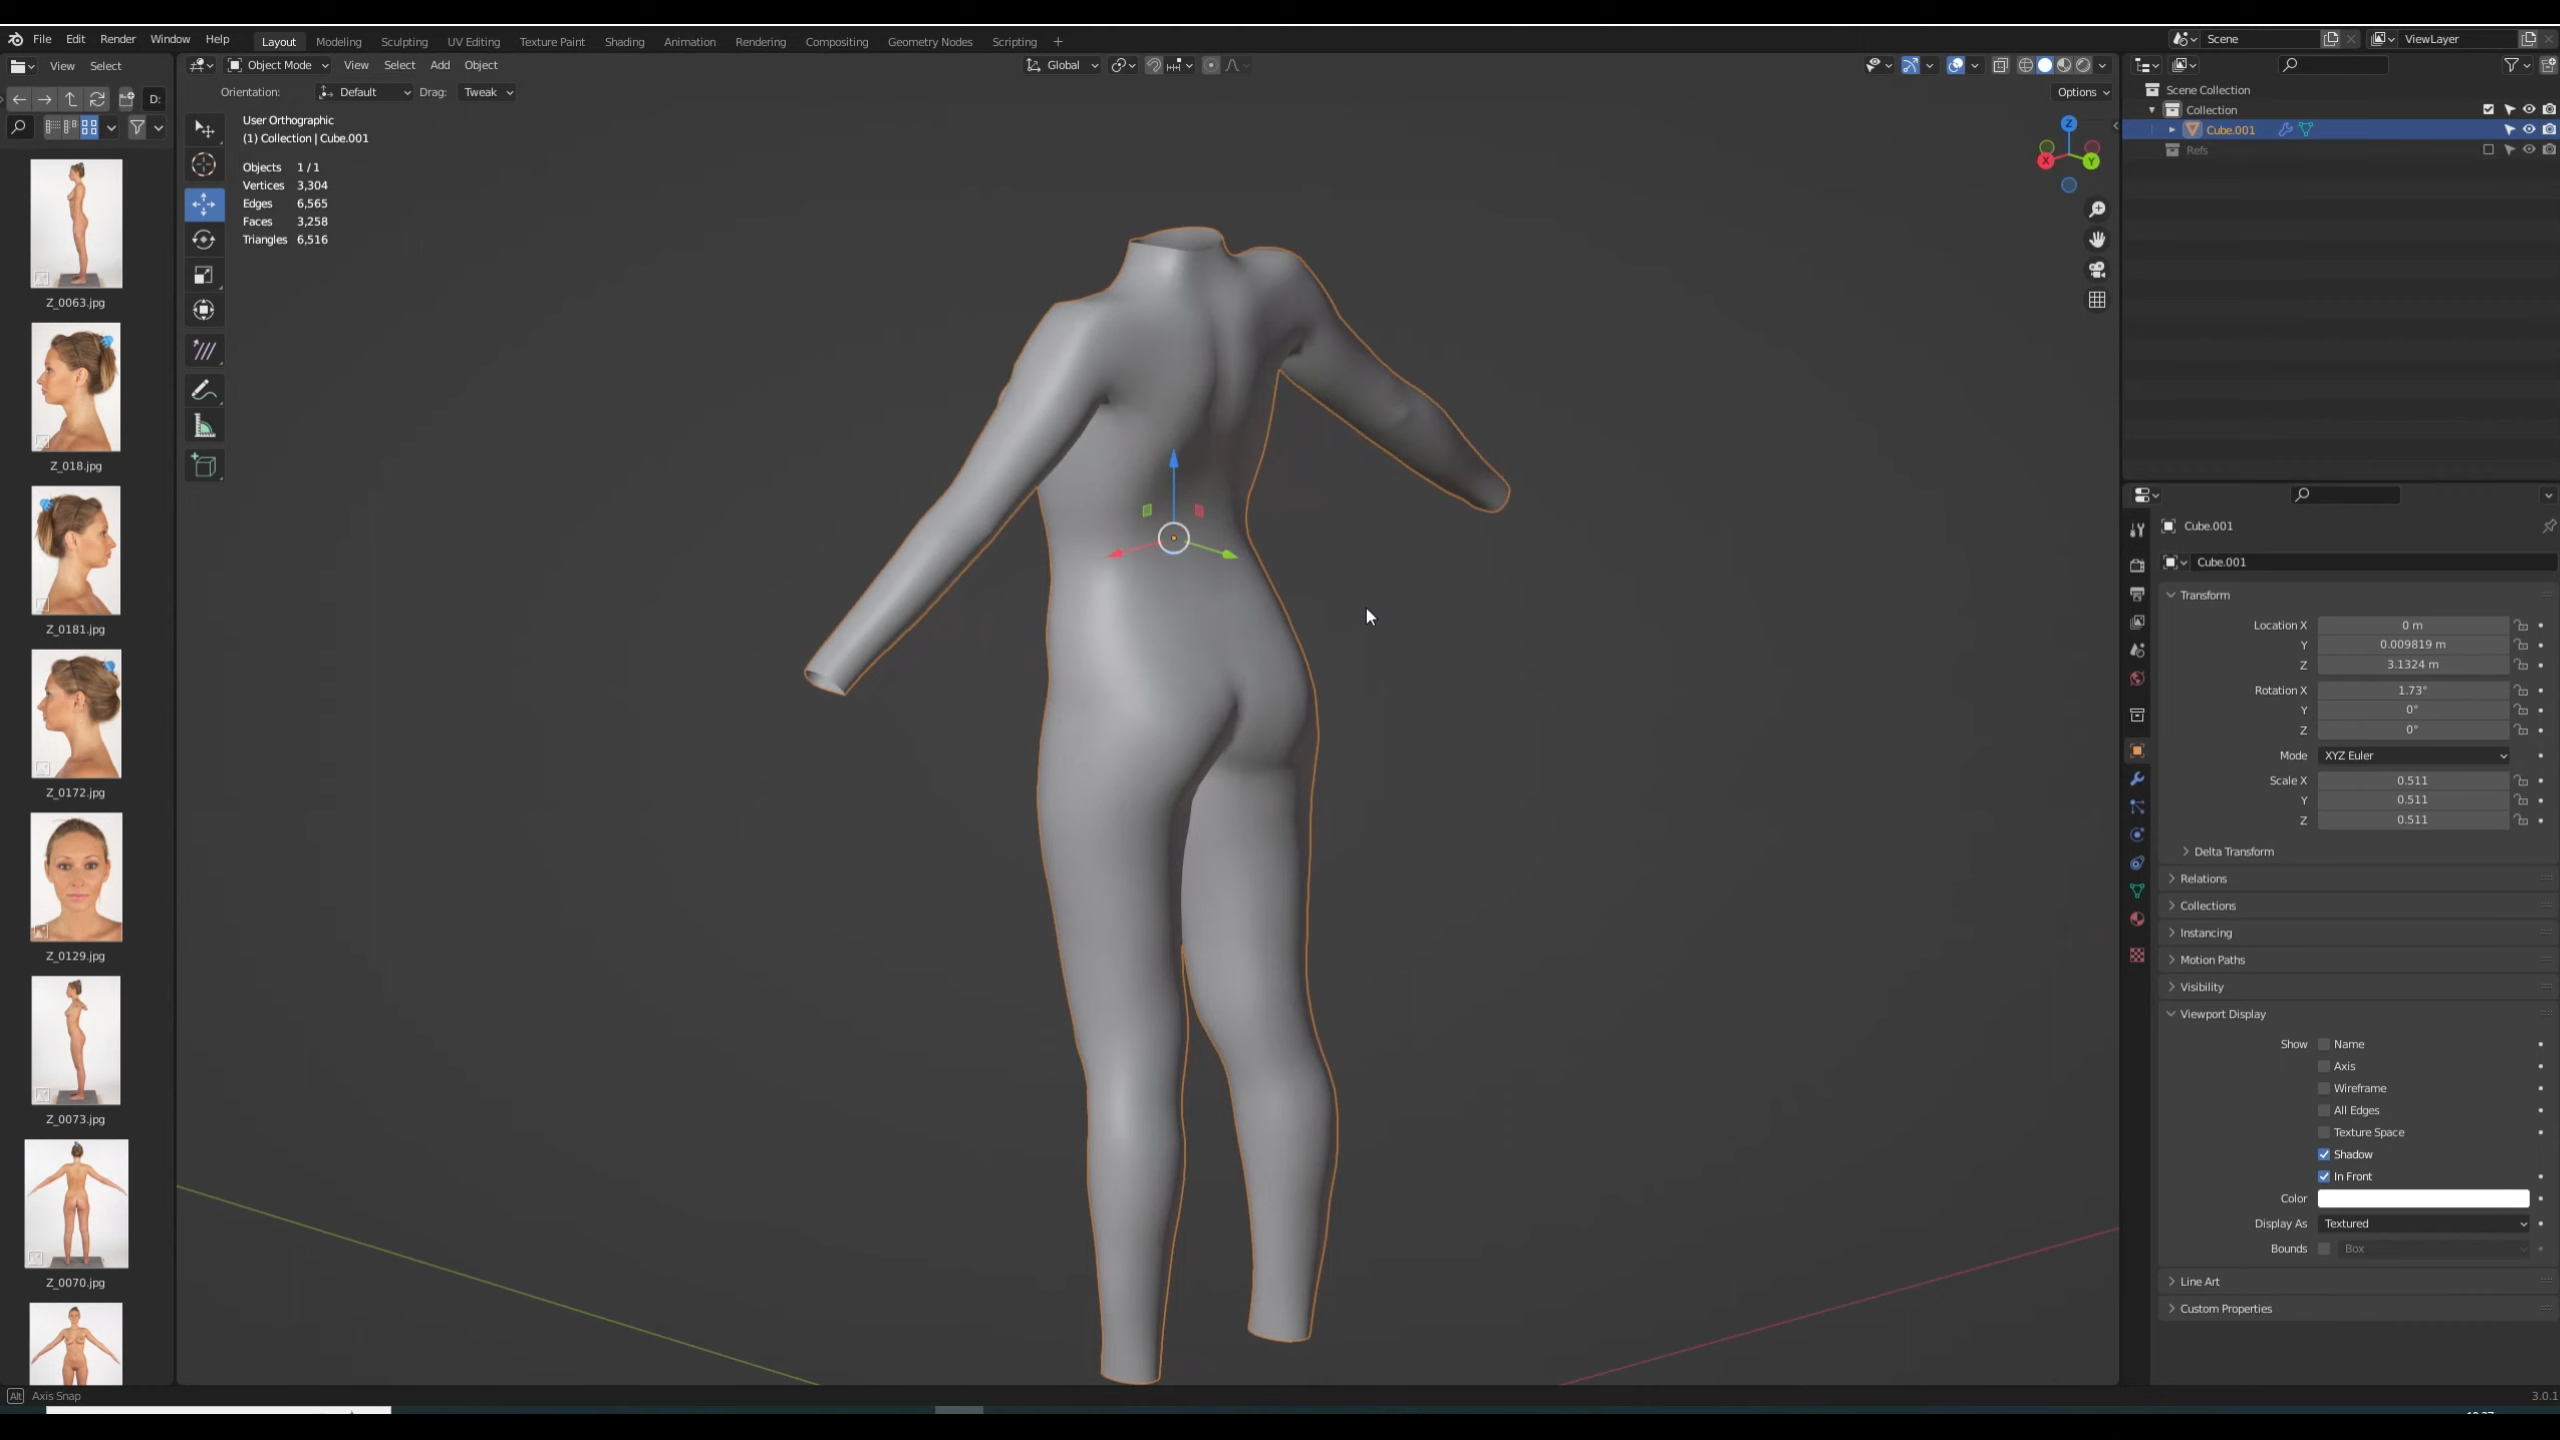 File Edit Render Window Help
Layout Modeling Sculpting UV Editing Texture Paint Shading Animation Rendering Compositing Geometry Nodes Scripting +
Scene
ViewLayer
View Select
Object Mode View Select Add Object
Global
D:
Orientation: Default Drag: Tweak
Options
User Orthographic
(1) Collection | Cube.001
Objects 1 / 1
Vertices 3,304
Edges 6,565
Faces 3,258
Triangles 6,516
Z
X
Y
Z_0063.jpg
Z_018.jpg
Z_0181.jpg
Z_0172.jpg
Z_0129.jpg
Z_0073.jpg
Z_0070.jpg
Scene Collection
Collection
Cube.001
Refs
Cube.001
Cube.001
Transform
Location X 0 m
Y 0.009819 m
Z 3.1324 m
Rotation X 1.73°
Y 0°
Z 0°
Mode XYZ Euler
Scale X 0.511
Y 0.511
Z 0.511
Delta Transform
Relations
Collections
Instancing
Motion Paths
Visibility
Viewport Display
Show Name
Axis
Wireframe
All Edges
Texture Space
Shadow
In Front
Color
Display As Textured
Bounds Box
Line Art
Custom Properties
Alt Axis Snap
3.0.1